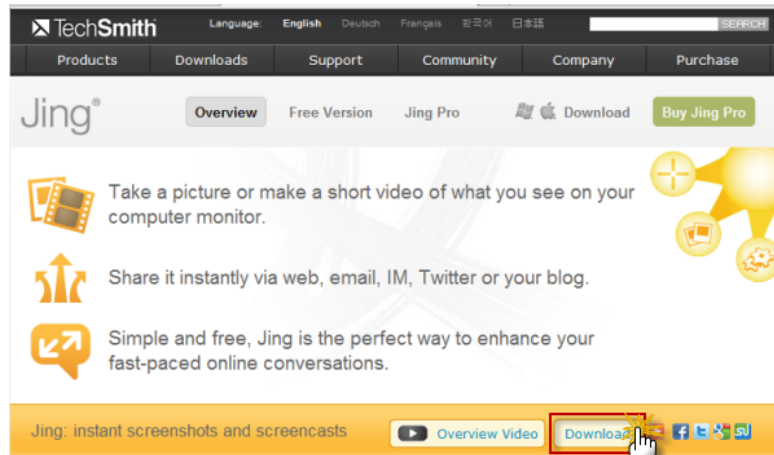 TechSmith Language: English Deutsch Français 한국어 日本語 SEARCH
Products Downloads Support Community Company Purchase
Jing® Overview Free Version Jing Pro Download Buy Jing Pro
Take a picture or make a short video of what you see on your
computer monitor.
Share it instantly via web, email, IM, Twitter or your blog.
Simple and free, Jing is the perfect way to enhance your
fast-paced online conversations.
Jing: instant screenshots and screencasts Overview Video Download